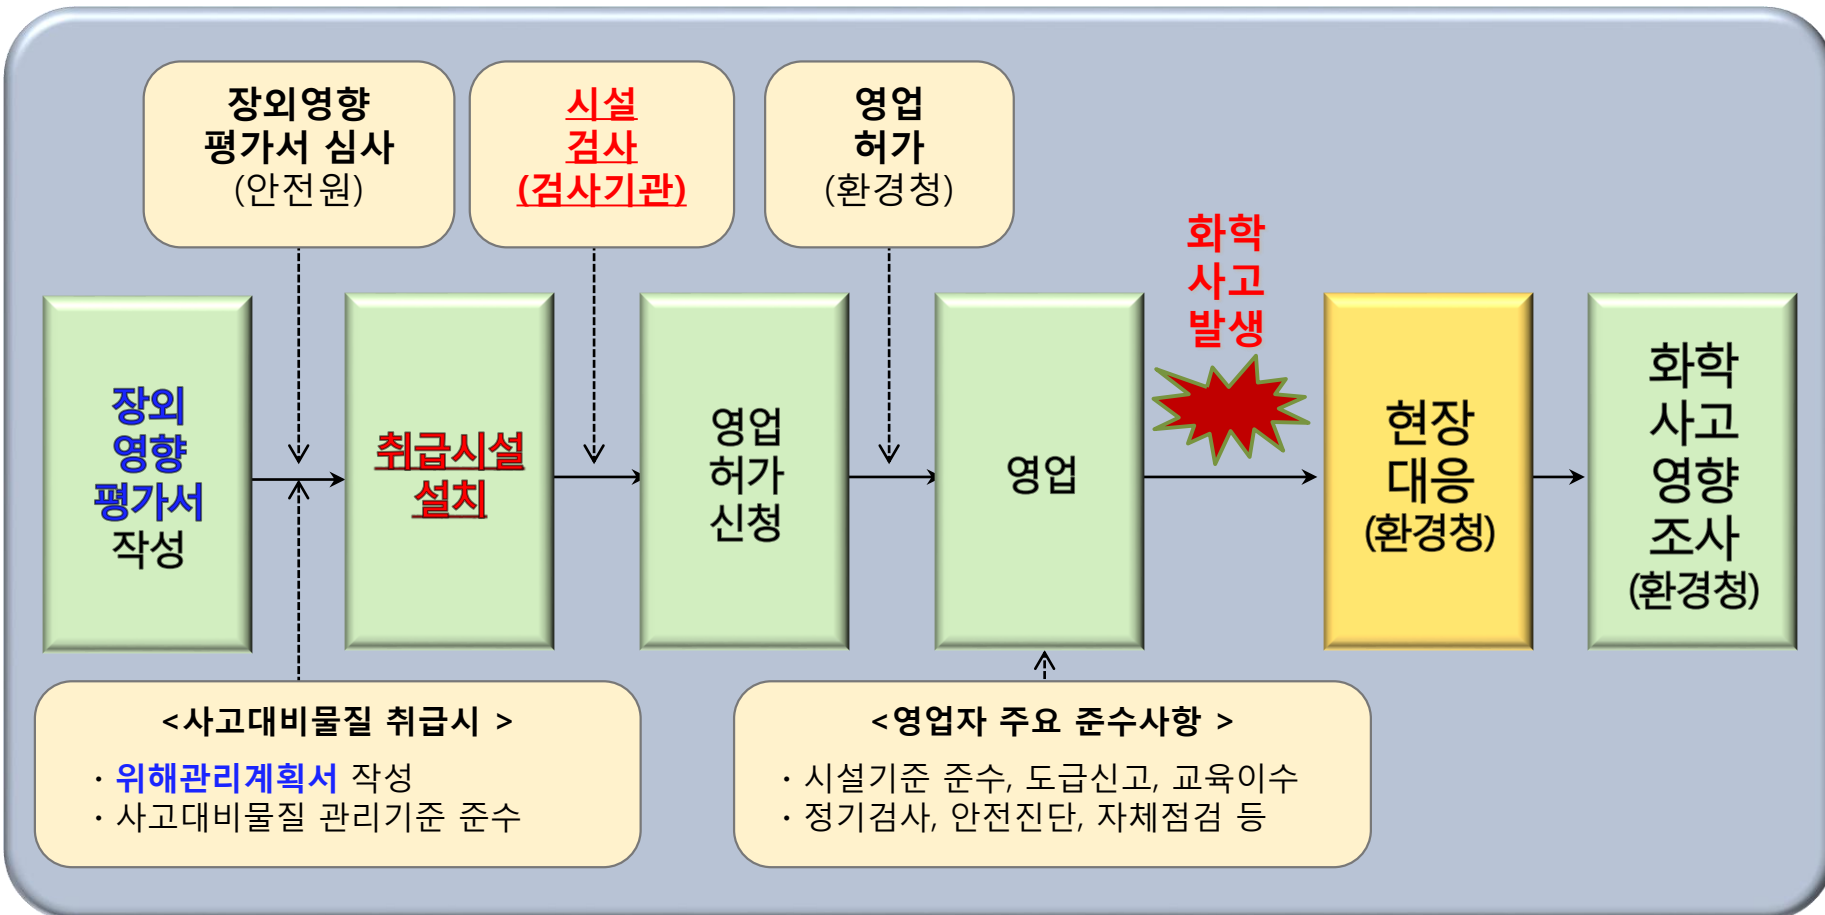 장외영향
평가서 심사
(안전원)
시설
검사
(검사기관)
영업
허가
(환경청)
화학
사고
발생
장외
영향
평가서
작성
취급시설
설치
영업
허가
신청
영업
현장
대응
(환경청)
화학
사고
영향
조사
(환경청)
<사고대비물질 취급시 >
· 위해관리계획서 작성
· 사고대비물질 관리기준 준수
<영업자 주요 준수사항 >
· 시설기준 준수, 도급신고, 교육이수
· 정기검사, 안전진단, 자체점검 등